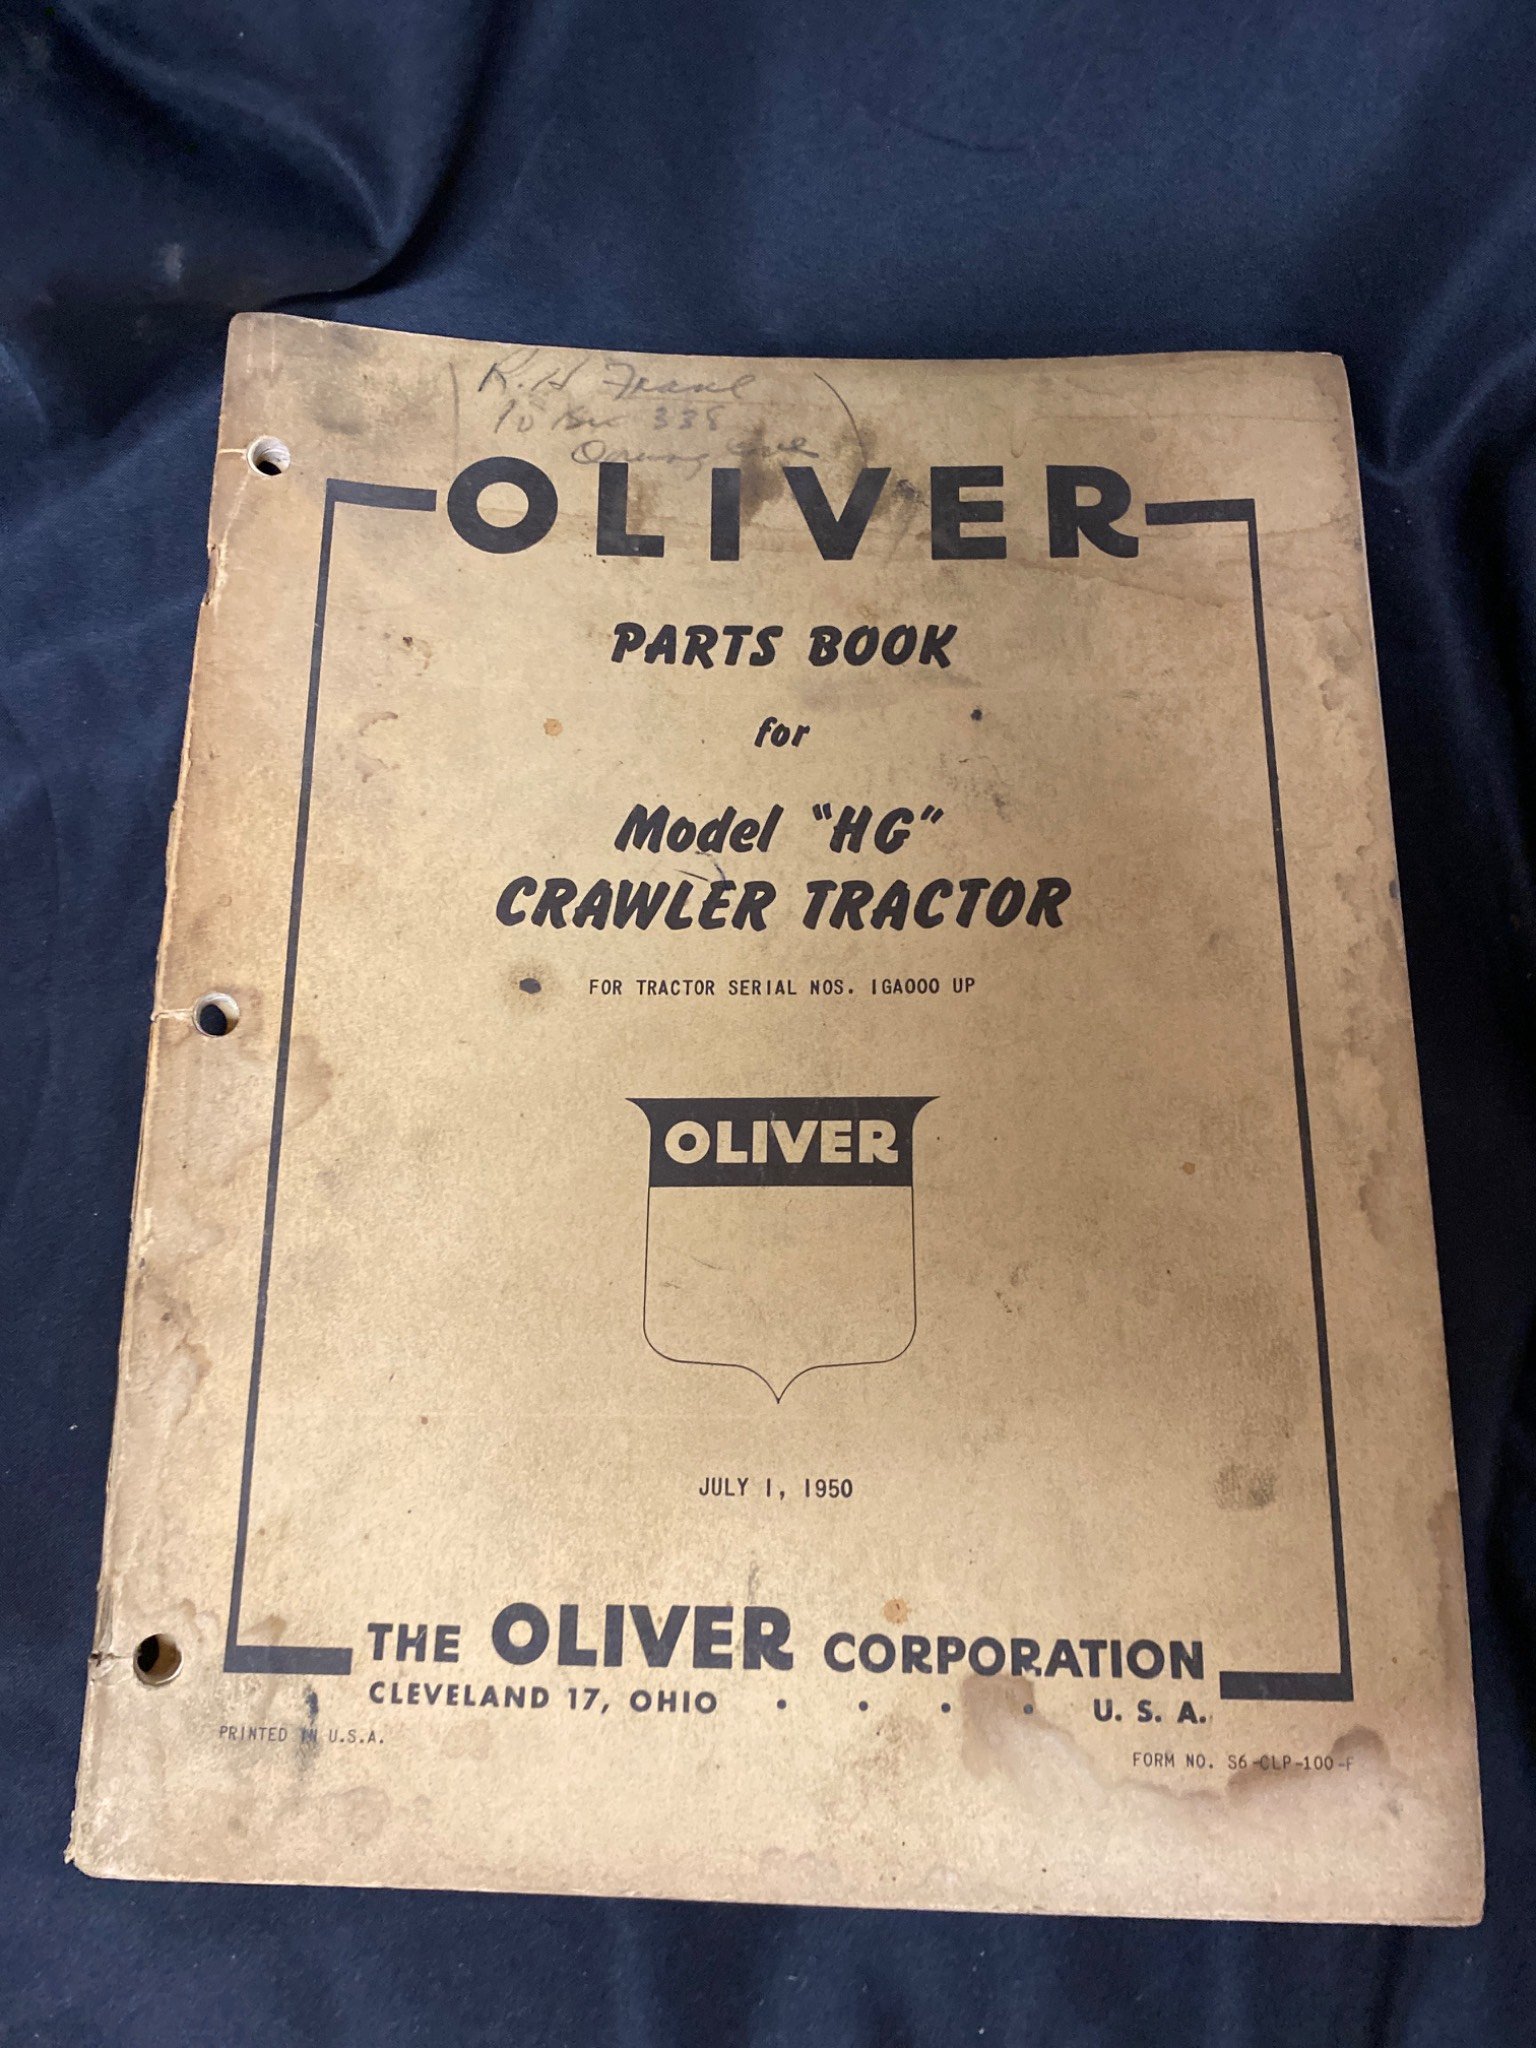 R. H
338
OLIVER
PARTS BOOK
for
Model "HG"
CRAWLER TRACTOR
FOR TRACTOR SERIAL NOS. 1GA000 UP
OLIVER
JULY 1, 1950
THE OLIVER CORPORATION
CLEVELAND 17, OHIO . . . . U. S. A.
PRINTED IN U.S.A.
FORM NO. S6-CLP-100-F